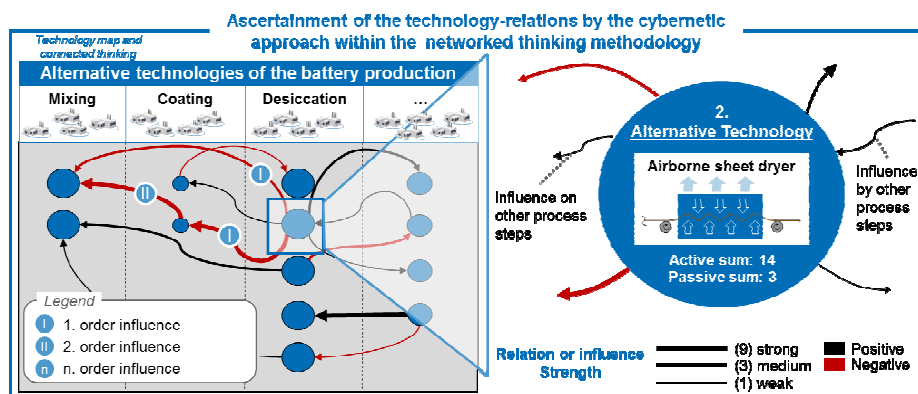 Ascertainment of the technology-relations by the cybernetic
approach within the networked thinking methodology
Technology map and
connected thinking
Alternative technologies of the battery production
Mixing
Coating
Desiccation
...
I
II
I
Legend
I 1. order influence
II 2. order influence
n n. order influence
2.
Alternative Technology
Airborne sheet dryer
Active sum: 14
Passive sum: 3
Influence on
other process
steps
Influence
by other
process
steps
Relation or influence
Strength
(9) strong
(3) medium
(1) weak
Positive
Negative